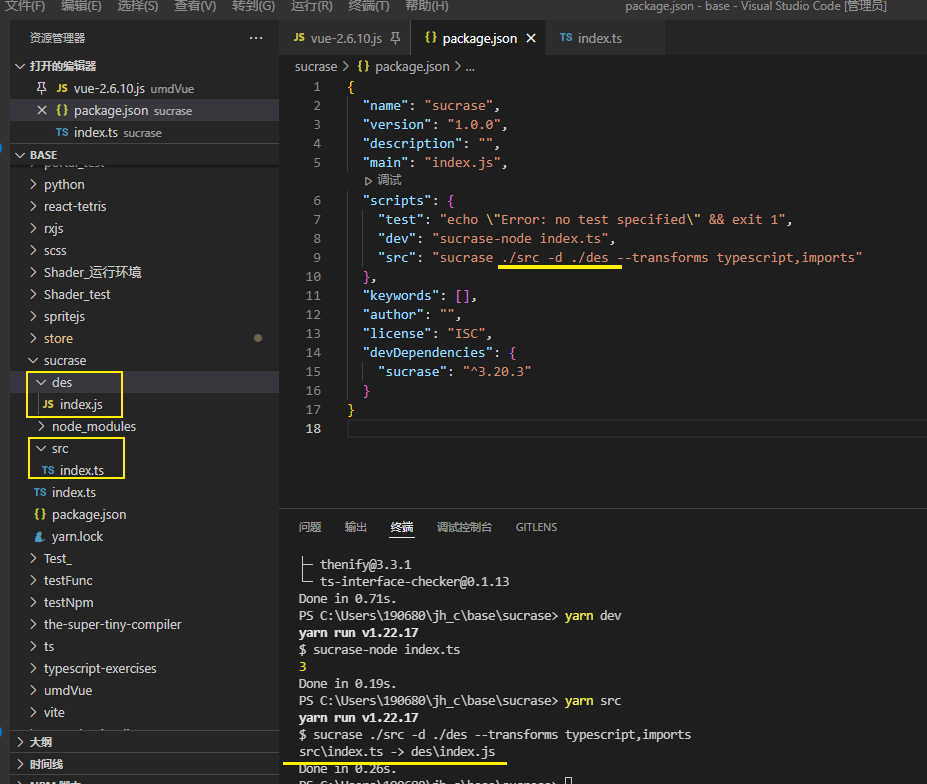 文件(F) 编辑(E) 选择(S) 查看(V) 转到(G) 运行(R) 终端(T) 帮助(H) package.json - base - Visual Studio Code [管理员]
资源管理器 ···
打开的编辑器
JS vue-2.6.10.js umdVue
{} package.json sucrase
TS index.ts sucrase
BASE
portal_test
python
react-tetris
rxjs
scss
Shader_运行环境
Shader_test
spritejs
store
sucrase
des
JS index.js
node_modules
src
TS index.ts
TS index.ts
{} package.json
yarn.lock
Test_
testFunc
testNpm
the-super-tiny-compiler
ts
typescript-exercises
umdVue
vite
大纲
时间线
JS vue-2.6.10.js {} package.json TS index.ts
sucrase > {} package.json > ...
1 {
2 "name": "sucrase",
3 "version": "1.0.0",
4 "description": "",
5 "main": "index.js",
调试
6 "scripts": {
7 "test": "echo \"Error: no test specified\" && exit 1",
8 "dev": "sucrase-node index.ts",
9 "src": "sucrase ./src -d ./des --transforms typescript,imports"
10 },
11 "keywords": [],
12 "author": "",
13 "license": "ISC",
14 "devDependencies": {
15 "sucrase": "^3.20.3"
16 }
17 }
18
问题 输出 终端 调试控制台 GITLENS
├─ thenify@3.3.1
└─ ts-interface-checker@0.1.13
Done in 0.71s.
PS C:\Users\190680\jh_c\base\sucrase> yarn dev
yarn run v1.22.17
$ sucrase-node index.ts
3
Done in 0.19s.
PS C:\Users\190680\jh_c\base\sucrase> yarn src
yarn run v1.22.17
$ sucrase ./src -d ./des --transforms typescript,imports
src\index.ts -> des\index.js
Done in 0.26s.
PS C:\Users\190680\jh_c\base\sucrase>